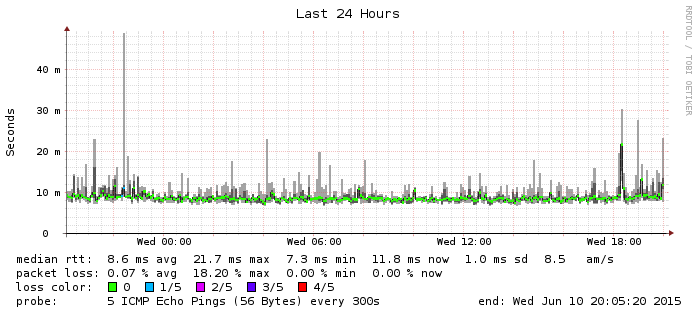 Last 24 Hours
RRDTOOL / TOBI OETIKER
Seconds
40 m
30 m
20 m
10 m
0
Wed 00:00 Wed 06:00 Wed 12:00 Wed 18:00
median rtt: 8.6 ms avg 21.7 ms max 7.3 ms min 11.8 ms now 1.0 ms sd 8.5 am/s
packet loss: 0.07 % avg 18.20 % max 0.00 % min 0.00 % now
loss color: 0 1/5 2/5 3/5 4/5
probe: 5 ICMP Echo Pings (56 Bytes) every 300s end: Wed Jun 10 20:05:20 2015